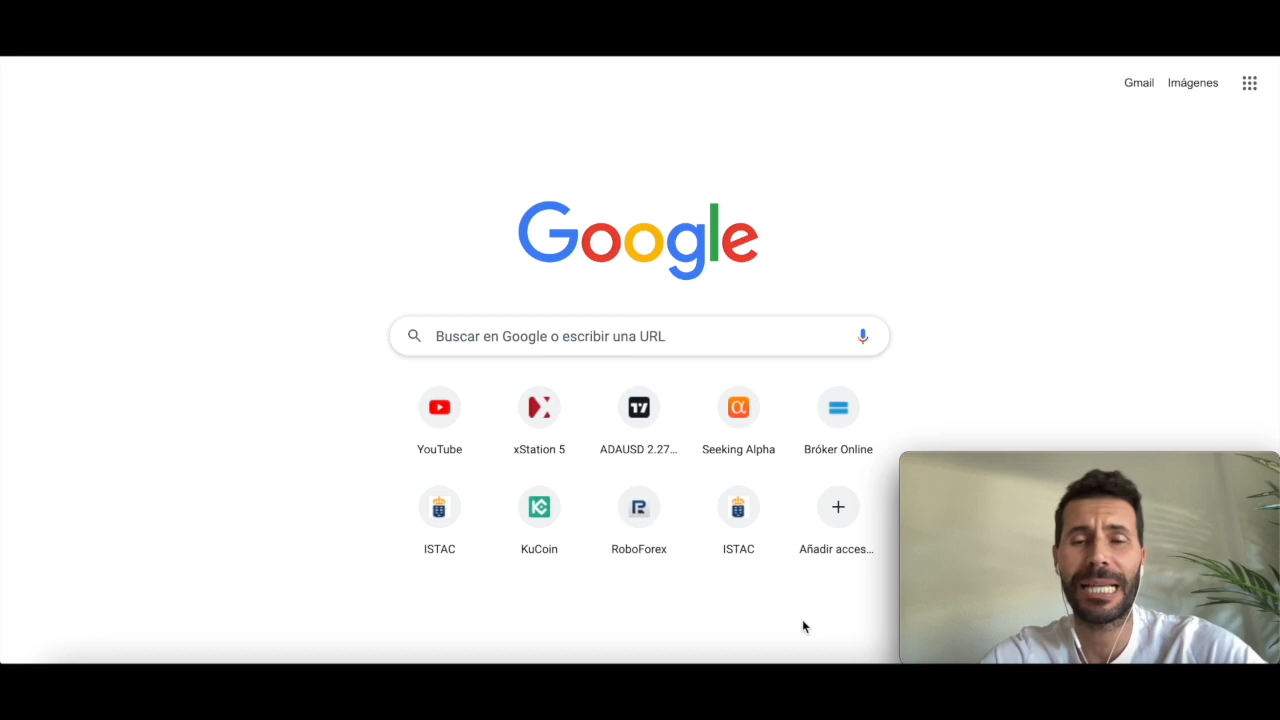 Gmail Imágenes
Google
Buscar en Google o escribir una URL
YouTube xStation 5 ADAUSD 2.27... Seeking Alpha Bróker Online
ISTAC KuCoin RoboForex ISTAC Añadir acces...